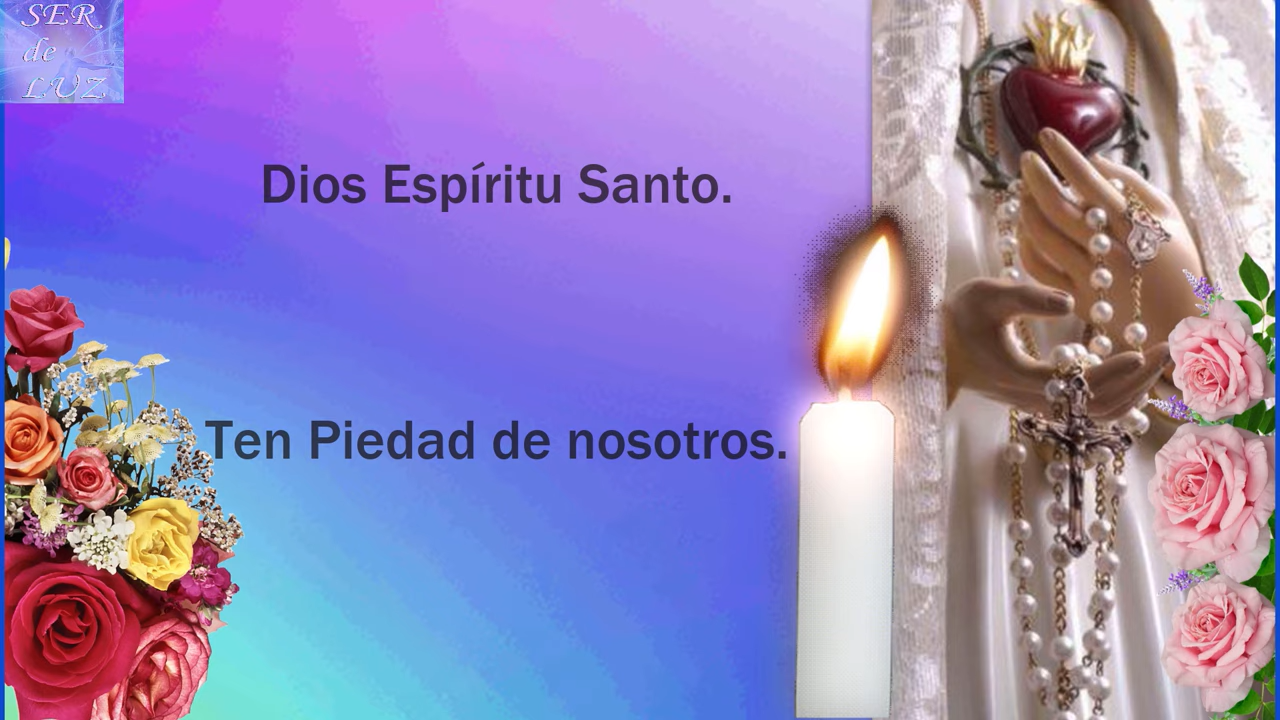 SER
de
LUZ
Dios Espíritu Santo.
Ten Piedad de nosotros.